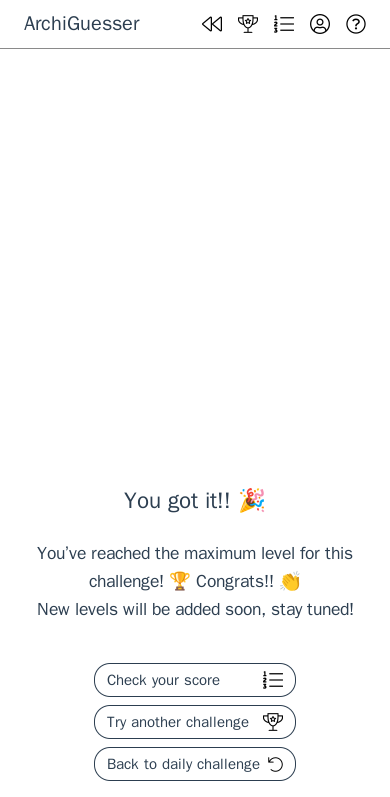 ArchiGuesser
You got it!! 🎉
You’ve reached the maximum level for this
challenge! 🏆 Congrats!! 👏
New levels will be added soon, stay tuned!
Check your score
Try another challenge
Back to daily challenge